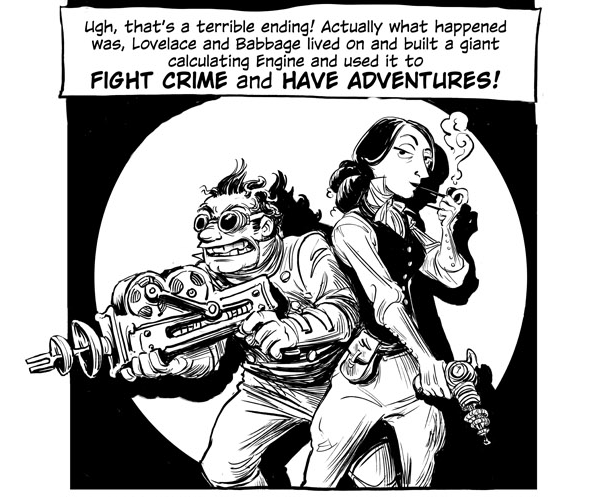 Ugh, that's a terrible ending! Actually what happened
was, Lovelace and Babbage lived on and built a giant
calculating Engine and used it to
FIGHT CRIME and HAVE ADVENTURES!